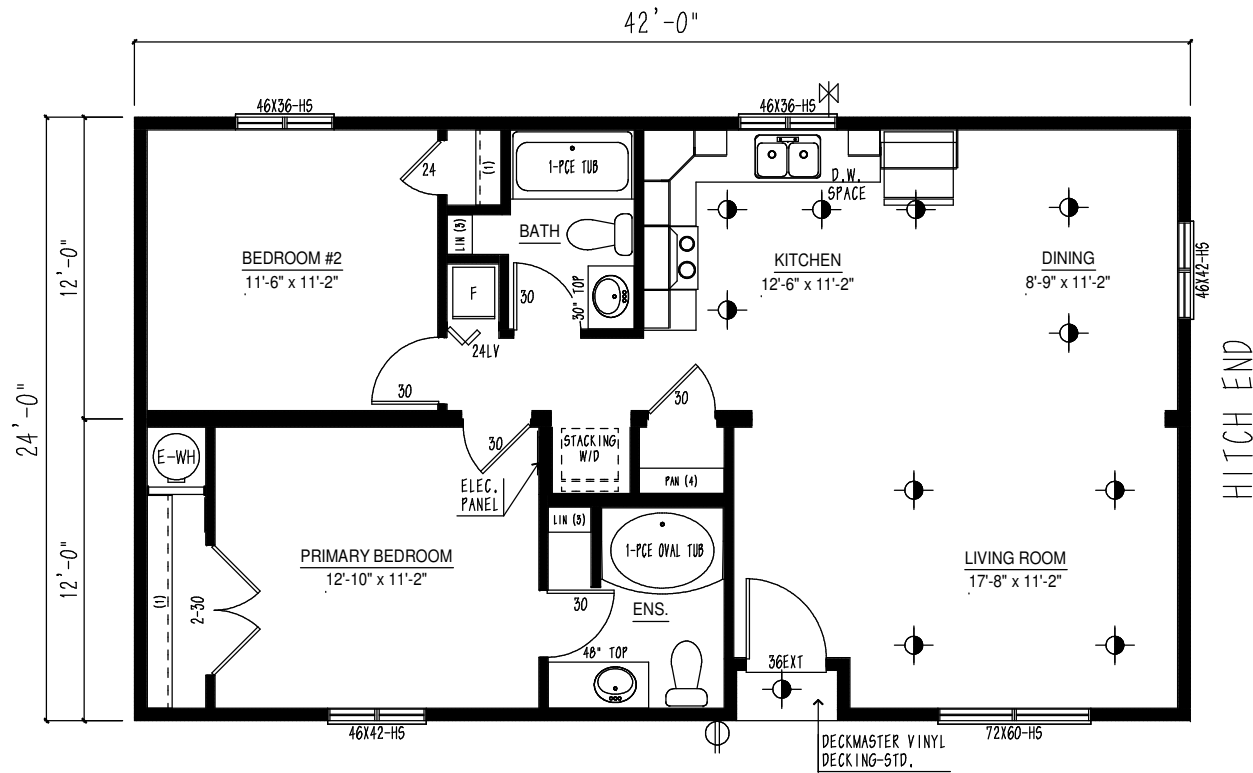 42'-0"
46X36-HS
46X36-HS
24
(1)
1-PCE TUB
D.W.
SPACE
LIN (3)
BATH
BEDROOM #2
11'-6" x 11'-2"
KITCHEN
12'-6" x 11'-2"
DINING
8'-9" x 11'-2"
46X42-HS
12'-0"
F
30
30" TOP
24LV
HITCH END
30
30
24'-0"
30
STACKING
W/D
E-WH
ELEC.
PANEL
PAN (4)
LIN (3)
1-PCE OVAL TUB
PRIMARY BEDROOM
12'-10" x 11'-2"
LIVING ROOM
17'-8" x 11'-2"
12'-0"
(1)
2-30
30
ENS.
48" TOP
36EXT
46X42-HS
72X60-HS
DECKMASTER VINYL
DECKING-STD.